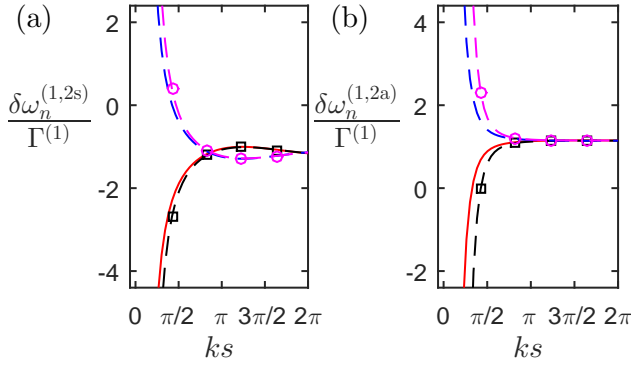 (a)
δω_n^{(1,2s)}
Γ^{(1)}
2
0
-2
-4
0 π/2 π 3π/2 2π
ks
(b)
δω_n^{(1,2a)}
Γ^{(1)}
4
2
0
-2
0 π/2 π 3π/2 2π
ks